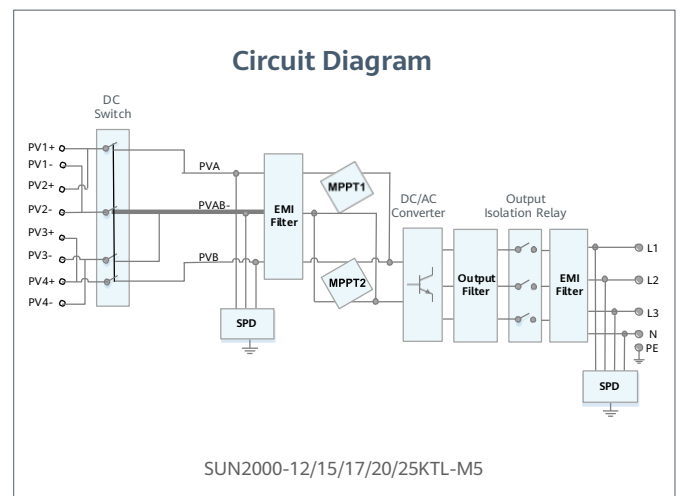 Circuit Diagram
DC
Switch
PV1+
PV1-
PV2+
PV2-
PV3+
PV3-
PV4+
PV4-
PVA
PVAB-
PVB
EMI
Filter
SPD
MPPT1
MPPT2
DC/AC
Converter
Output
Filter
Output
Isolation Relay
EMI
Filter
L1
L2
L3
N
PE
SPD
SUN2000-12/15/17/20/25KTL-M5